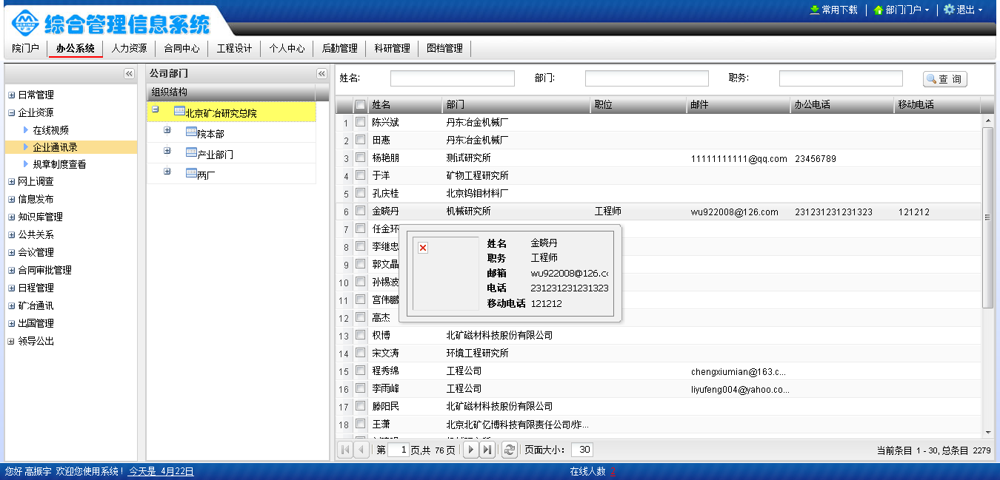 常用下载 部门门户 退出
综合管理信息系统
院门户 办公系统 人力资源 合同中心 工程设计 个人中心 后勤管理 科研管理 图档管理
日常管理
企业资源
在线视频
企业通讯录
规章制度查看
网上调查
信息发布
知识库管理
公共关系
会议管理
合同审批管理
日程管理
矿冶通讯
出国管理
领导公出
公司部门
组织结构
北京矿冶研究总院
院本部
产业部门
两厂
姓名: 部门: 职务: 查 询
姓名 部门 职位 邮件 办公电话 移动电话
1 陈兴斌 丹东冶金机械厂
2 田惠 丹东冶金机械厂
3 杨艳朋 测试研究所 11111111111@qq.com 23456789
4 于洋 矿物工程研究所
5 孔庆桂 北京钨钼材料厂
6 金晓丹 机械研究所 工程师 wu922008@126.com 231231231231323 121212
7 任金环
8 李继忠
9 郭文晶
10 孙锡波
11 宫伟鹏
12 高杰
13 权博 北矿磁材科技股份有限公司
14 宋文涛 环境工程研究所
15 程秀绵 工程公司 chengxiumian@163.c...
16 李雨峰 工程公司 liyufeng004@yahoo.co...
17 滕阳民 北矿磁材科技股份有限公司
18 王潇 北京北矿亿博科技有限责任公司/炸...
姓名 金晓丹
职务 工程师
邮箱 wu922008@126.co
电话 231231231231323
移动电话 121212
第 1 页,共 76 页 页面大小: 30 当前条目 1 - 30, 总条目 2279
您好 高振宇 欢迎您使用系统! 今天是 4月22日 在线人数 2